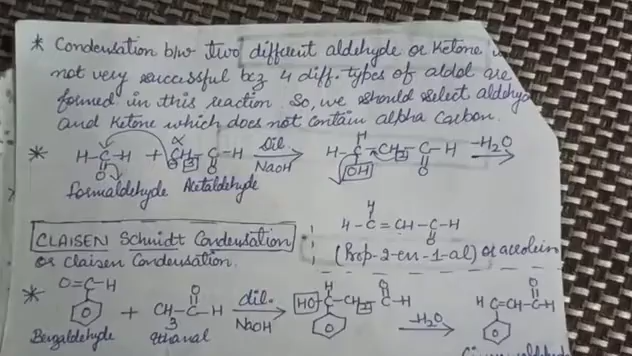 * Condensation b/w two different aldehyde or Ketone
not very successful bcz 4 diff. types of aldol are
formed in this reaction. So, we should select aldehyd
and Ketone which does not contain alpha carbon.
* H-C-H + CH2-C-H Dil. NaOH H-C-CH2-C-H -H2O
H O α O H OH O
formaldehyde Acetaldehyde
H
H-C=CH-C-H
O
CLAISEN Schmidt Condensation
or claisen Condensation.
(Prop-2-en-1-al) or acrolein
* O=C-H + CH3-C-H dil. NaOH HO-C-CH2-C-H -H2O HC=CH-C-H
O H O O
Benzaldehyde ethanal